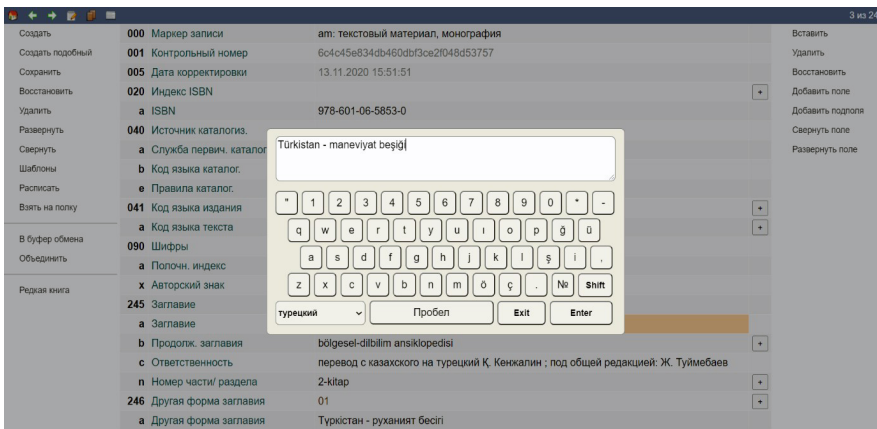 3 из 24
Создать
Создать подобный
Сохранить
Восстановить
Удалить
Развернуть
Свернуть
Шаблоны
Расписать
Взять на полку
В буфер обмена
Объединить
Редкая книга
000 Маркер записи am: текстовый материал, монография
001 Контрольный номер 6c4c45e834db460dbf3ce2f048d53757
005 Дата корректировки 13.11.2020 15:51:51
020 Индекс ISBN +
a ISBN 978-601-06-5853-0
040 Источник каталогиз.
a Служба первич. каталог
b Код языка каталог.
e Правила каталог.
041 Код языка издания +
a Код языка текста +
090 Шифры
a Полочн. индекс
x Авторский знак
245 Заглавие
a Заглавие
b Продолж. заглавия bölgesel-dilbilim ansiklopedisi +
c Ответственность перевод с казахского на турецкий Қ. Кенжалин ; под общей редакцией: Ж. Туймебаев
n Номер части/ раздела 2-kitap +
246 Другая форма заглавия 01 +
a Другая форма заглавия Түркістан - руханият бесігі
Türkistan - maneviyat beşiği
" 1 2 3 4 5 6 7 8 9 0 * -
q w e r t y u ı o p ğ ü
a s d f g h j k l ş i ,
z x c v b n m ö ç . № Shift
турецкий Пробел Exit Enter
Вставить
Удалить
Восстановить
Добавить поле
Добавить подполя
Свернуть поле
Развернуть поле